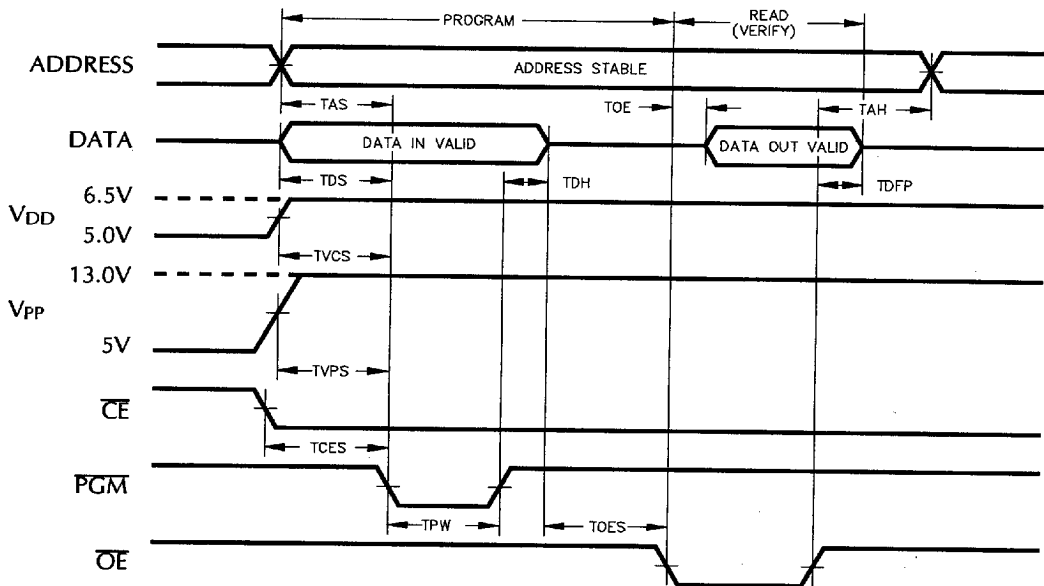 PROGRAM
READ
(VERIFY)
ADDRESS
ADDRESS STABLE
TAS
TOE
TAH
DATA
DATA IN VALID
DATA OUT VALID
TDS
TDH
TDFP
6.5V
VDD
5.0V
TVCS
13.0V
VPP
5V
TVPS
CE
TCES
PGM
TPW
TOES
OE